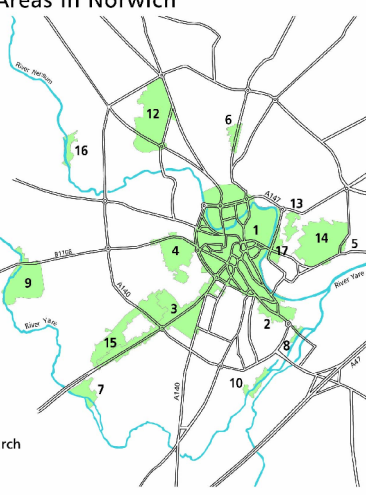 Areas in Norwich
River Wensum
12
6
16
A147
13
1
14
5
17
4
B1108
9
A140
River Yare
River Yare
3
2
8
15
A47
10
7
A140
rch